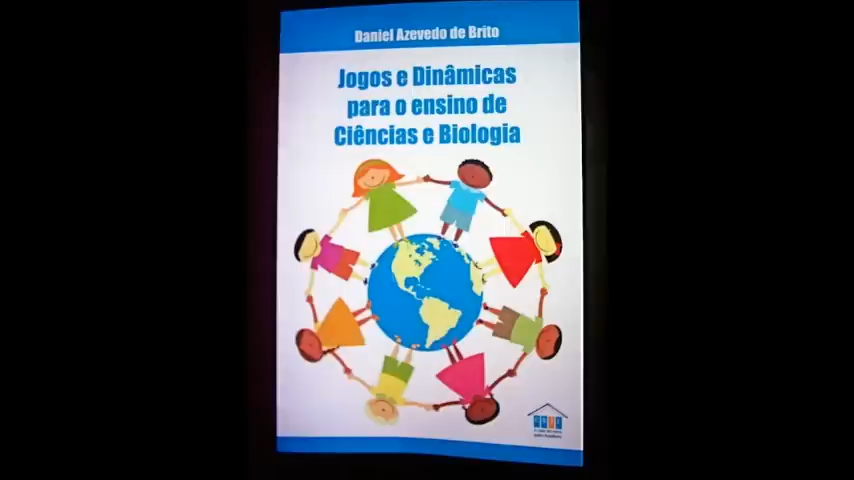 Daniel Azevedo de Brito
Jogos e Dinâmicas
para o ensino de
Ciências e Biologia